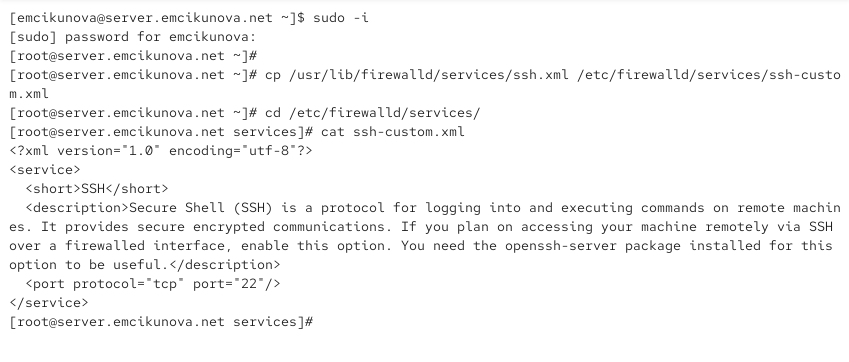 [emcikunova@server.emcikunova.net ~]$ sudo -i
[sudo] password for emcikunova:
[root@server.emcikunova.net ~]#
[root@server.emcikunova.net ~]# cp /usr/lib/firewalld/services/ssh.xml /etc/firewalld/services/ssh-custo
m.xml
[root@server.emcikunova.net ~]# cd /etc/firewalld/services/
[root@server.emcikunova.net services]# cat ssh-custom.xml
<?xml version="1.0" encoding="utf-8"?>
<service>
  <short>SSH</short>
  <description>Secure Shell (SSH) is a protocol for logging into and executing commands on remote machin
es. It provides secure encrypted communications. If you plan on accessing your machine remotely via SSH
over a firewalled interface, enable this option. You need the openssh-server package installed for this
option to be useful.</description>
  <port protocol="tcp" port="22"/>
</service>
[root@server.emcikunova.net services]#